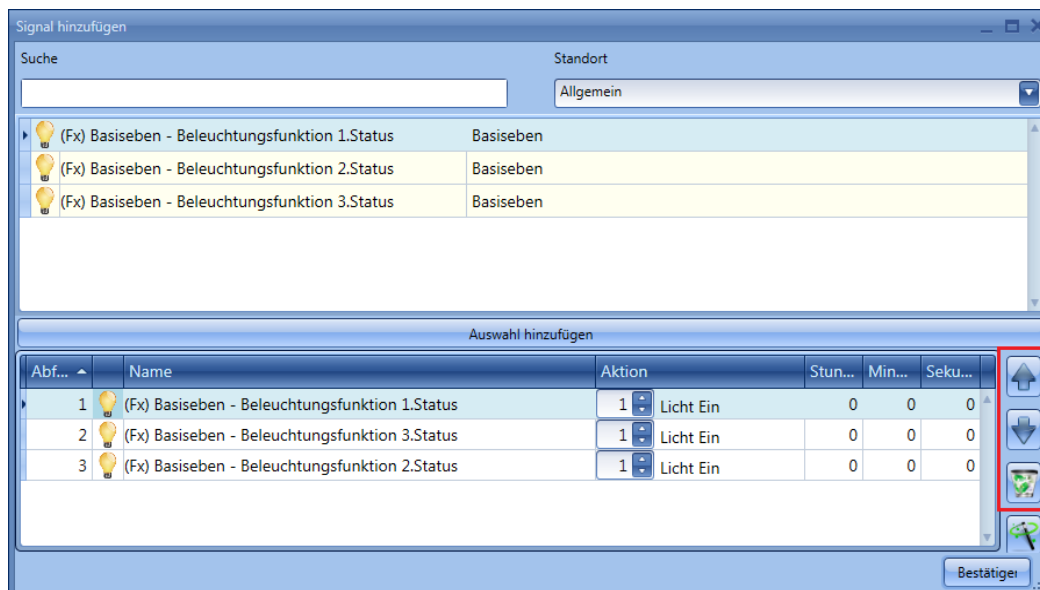 Signal hinzufügen
Suche Standort
Allgemein
(Fx) Basiseben - Beleuchtungsfunktion 1.Status Basiseben
(Fx) Basiseben - Beleuchtungsfunktion 2.Status Basiseben
(Fx) Basiseben - Beleuchtungsfunktion 3.Status Basiseben
Auswahl hinzufügen
Abf... Name Aktion Stun... Min... Seku...
1 (Fx) Basiseben - Beleuchtungsfunktion 1.Status 1 Licht Ein 0 0 0
2 (Fx) Basiseben - Beleuchtungsfunktion 3.Status 1 Licht Ein 0 0 0
3 (Fx) Basiseben - Beleuchtungsfunktion 2.Status 1 Licht Ein 0 0 0
Bestätiger